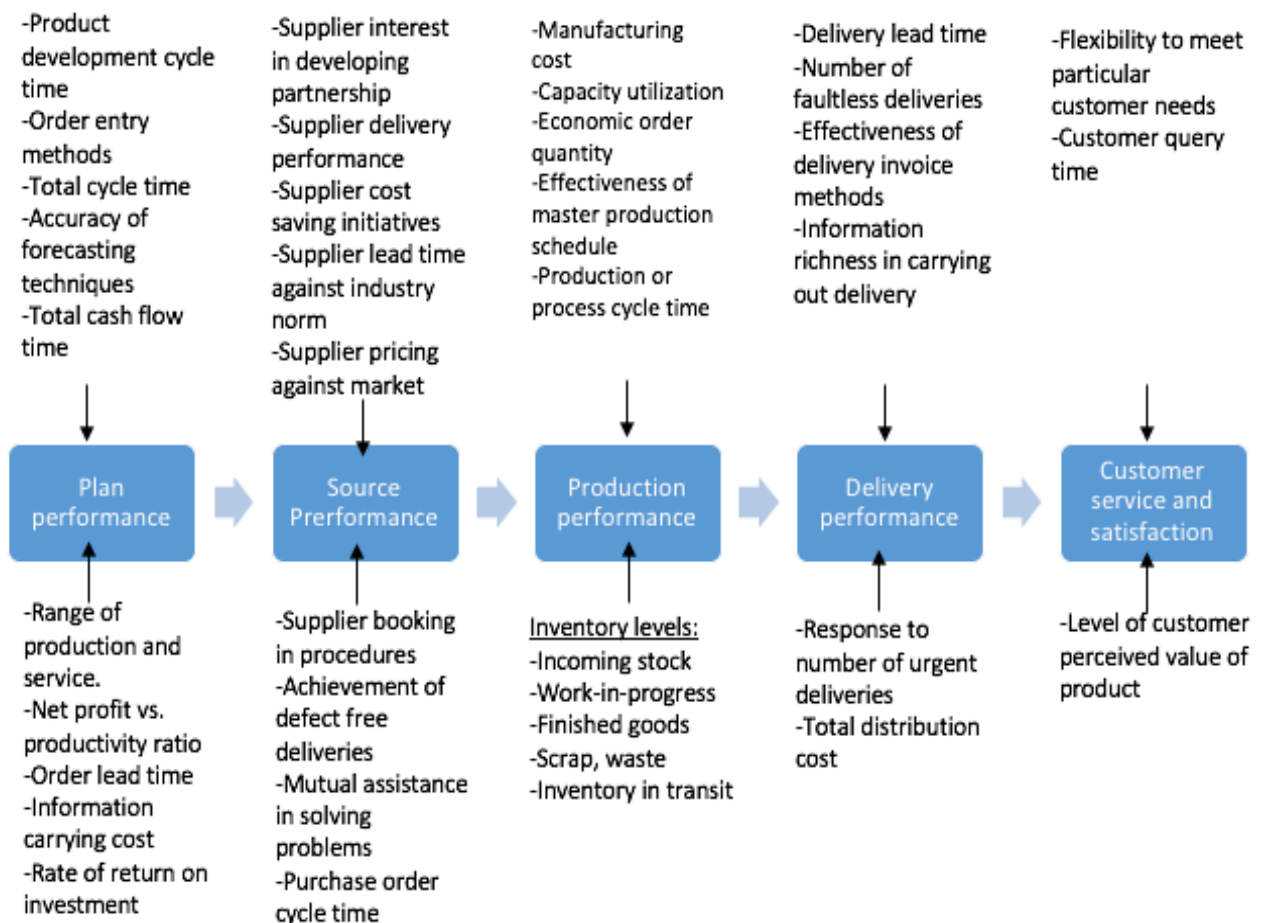 -Product
development cycle
time
-Order entry
methods
-Total cycle time
-Accuracy of
forecasting
techniques
-Total cash flow
time
-Supplier interest
in developing
partnership
-Supplier delivery
performance
-Supplier cost
saving initiatives
-Supplier lead time
against industry
norm
-Supplier pricing
against market
-Manufacturing
cost
-Capacity utilization
-Economic order
quantity
-Effectiveness of
master production
schedule
-Production or
process cycle time
-Delivery lead time
-Number of
faultless deliveries
-Effectiveness of
delivery invoice
methods
-Information
richness in carrying
out delivery
-Flexibility to meet
particular
customer needs
-Customer query
time
Plan
performance
Source
Prerformance
Production
performance
Delivery
performance
Customer
service and
satisfaction
-Range of
production and
service.
-Net profit vs.
productivity ratio
-Order lead time
-Information
carrying cost
-Rate of return on
investment
-Supplier booking
in procedures
-Achievement of
defect free
deliveries
-Mutual assistance
in solving
problems
-Purchase order
cycle time
Inventory levels:
-Incoming stock
-Work-in-progress
-Finished goods
-Scrap, waste
-Inventory in transit
-Response to
number of urgent
deliveries
-Total distribution
cost
-Level of customer
perceived value of
product